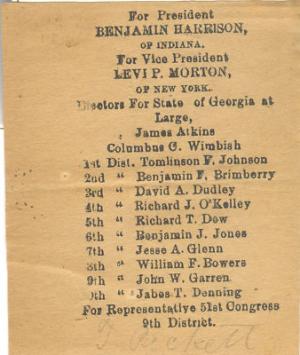 For President
BENJAMIN HARRISON,
OF INDIANA.
For Vice President
LEVI P. MORTON,
OF NEW YORK.
Electors For State of Georgia at
Large,
James Atkins
Columbus C. Wimbish
1st Dist. Tomlinson F. Johnson
2nd " Benjamin F. Brimberry
3rd " David A. Dudley
4th " Richard J. O'Kelley
5th " Richard T. Dow
6th " Benjamin J. Jones
7th " Jesse A. Glenn
8th " William F. Bowers
9th " John W. Garren
0th " Jabes T. Denning
For Representative 51st Congress
9th District.